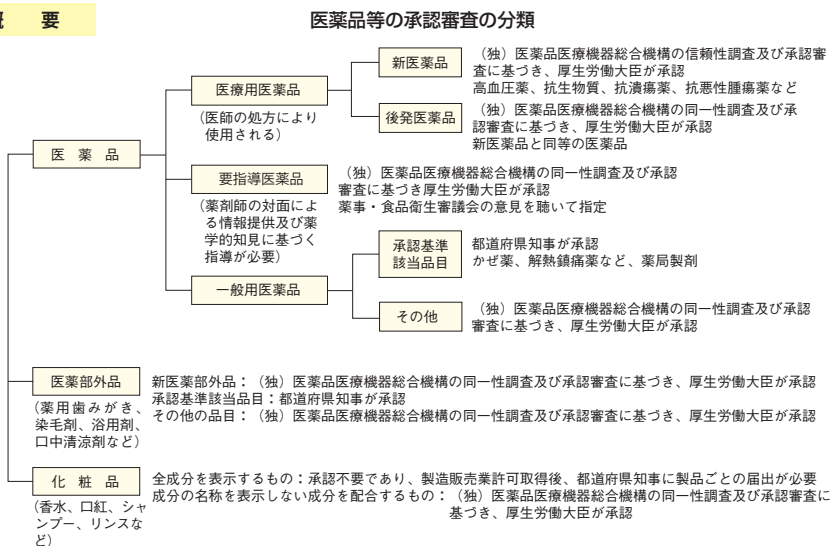 概　要
医薬品等の承認審査の分類
新医薬品
（独）医薬品医療機器総合機構の信頼性調査及び承認審
査に基づき、厚生労働大臣が承認
高血圧薬、抗生物質、抗潰瘍薬、抗悪性腫瘍薬など
医療用医薬品
（医師の処方により
使用される）
後発医薬品
（独）医薬品医療機器総合機構の同一性調査及び承
認審査に基づき、厚生労働大臣が承認
新医薬品と同等の医薬品
医　薬　品
要指導医薬品
（薬剤師の対面によ
る情報提供及び薬
学的知見に基づく
指導が必要）
（独）医薬品医療機器総合機構の同一性調査及び承認
審査に基づき厚生労働大臣が承認
薬事・食品衛生審議会の意見を聴いて指定
承認基準
該当品目
都道府県知事が承認
かぜ薬、解熱鎮痛薬など、薬局製剤
一般用医薬品
その他
（独）医薬品医療機器総合機構の同一性調査及び承認
審査に基づき、厚生労働大臣が承認
医薬部外品
（薬用歯みがき、
染毛剤、浴用剤、
口中清涼剤など）
新医薬部外品：（独）医薬品医療機器総合機構の同一性調査及び承認審査に基づき、厚生労働大臣が承認
承認基準該当品目：都道府県知事が承認
その他の品目：（独）医薬品医療機器総合機構の同一性調査及び承認審査に基づき、厚生労働大臣が承認
化　粧　品
（香水、口紅、シャ
ンプー、リンスな
ど）
全成分を表示するもの：承認不要であり、製造販売業許可取得後、都道府県知事に製品ごとの届出が必要
成分の名称を表示しない成分を配合するもの：（独）医薬品医療機器総合機構の同一性調査及び承認審査に
基づき、厚生労働大臣が承認